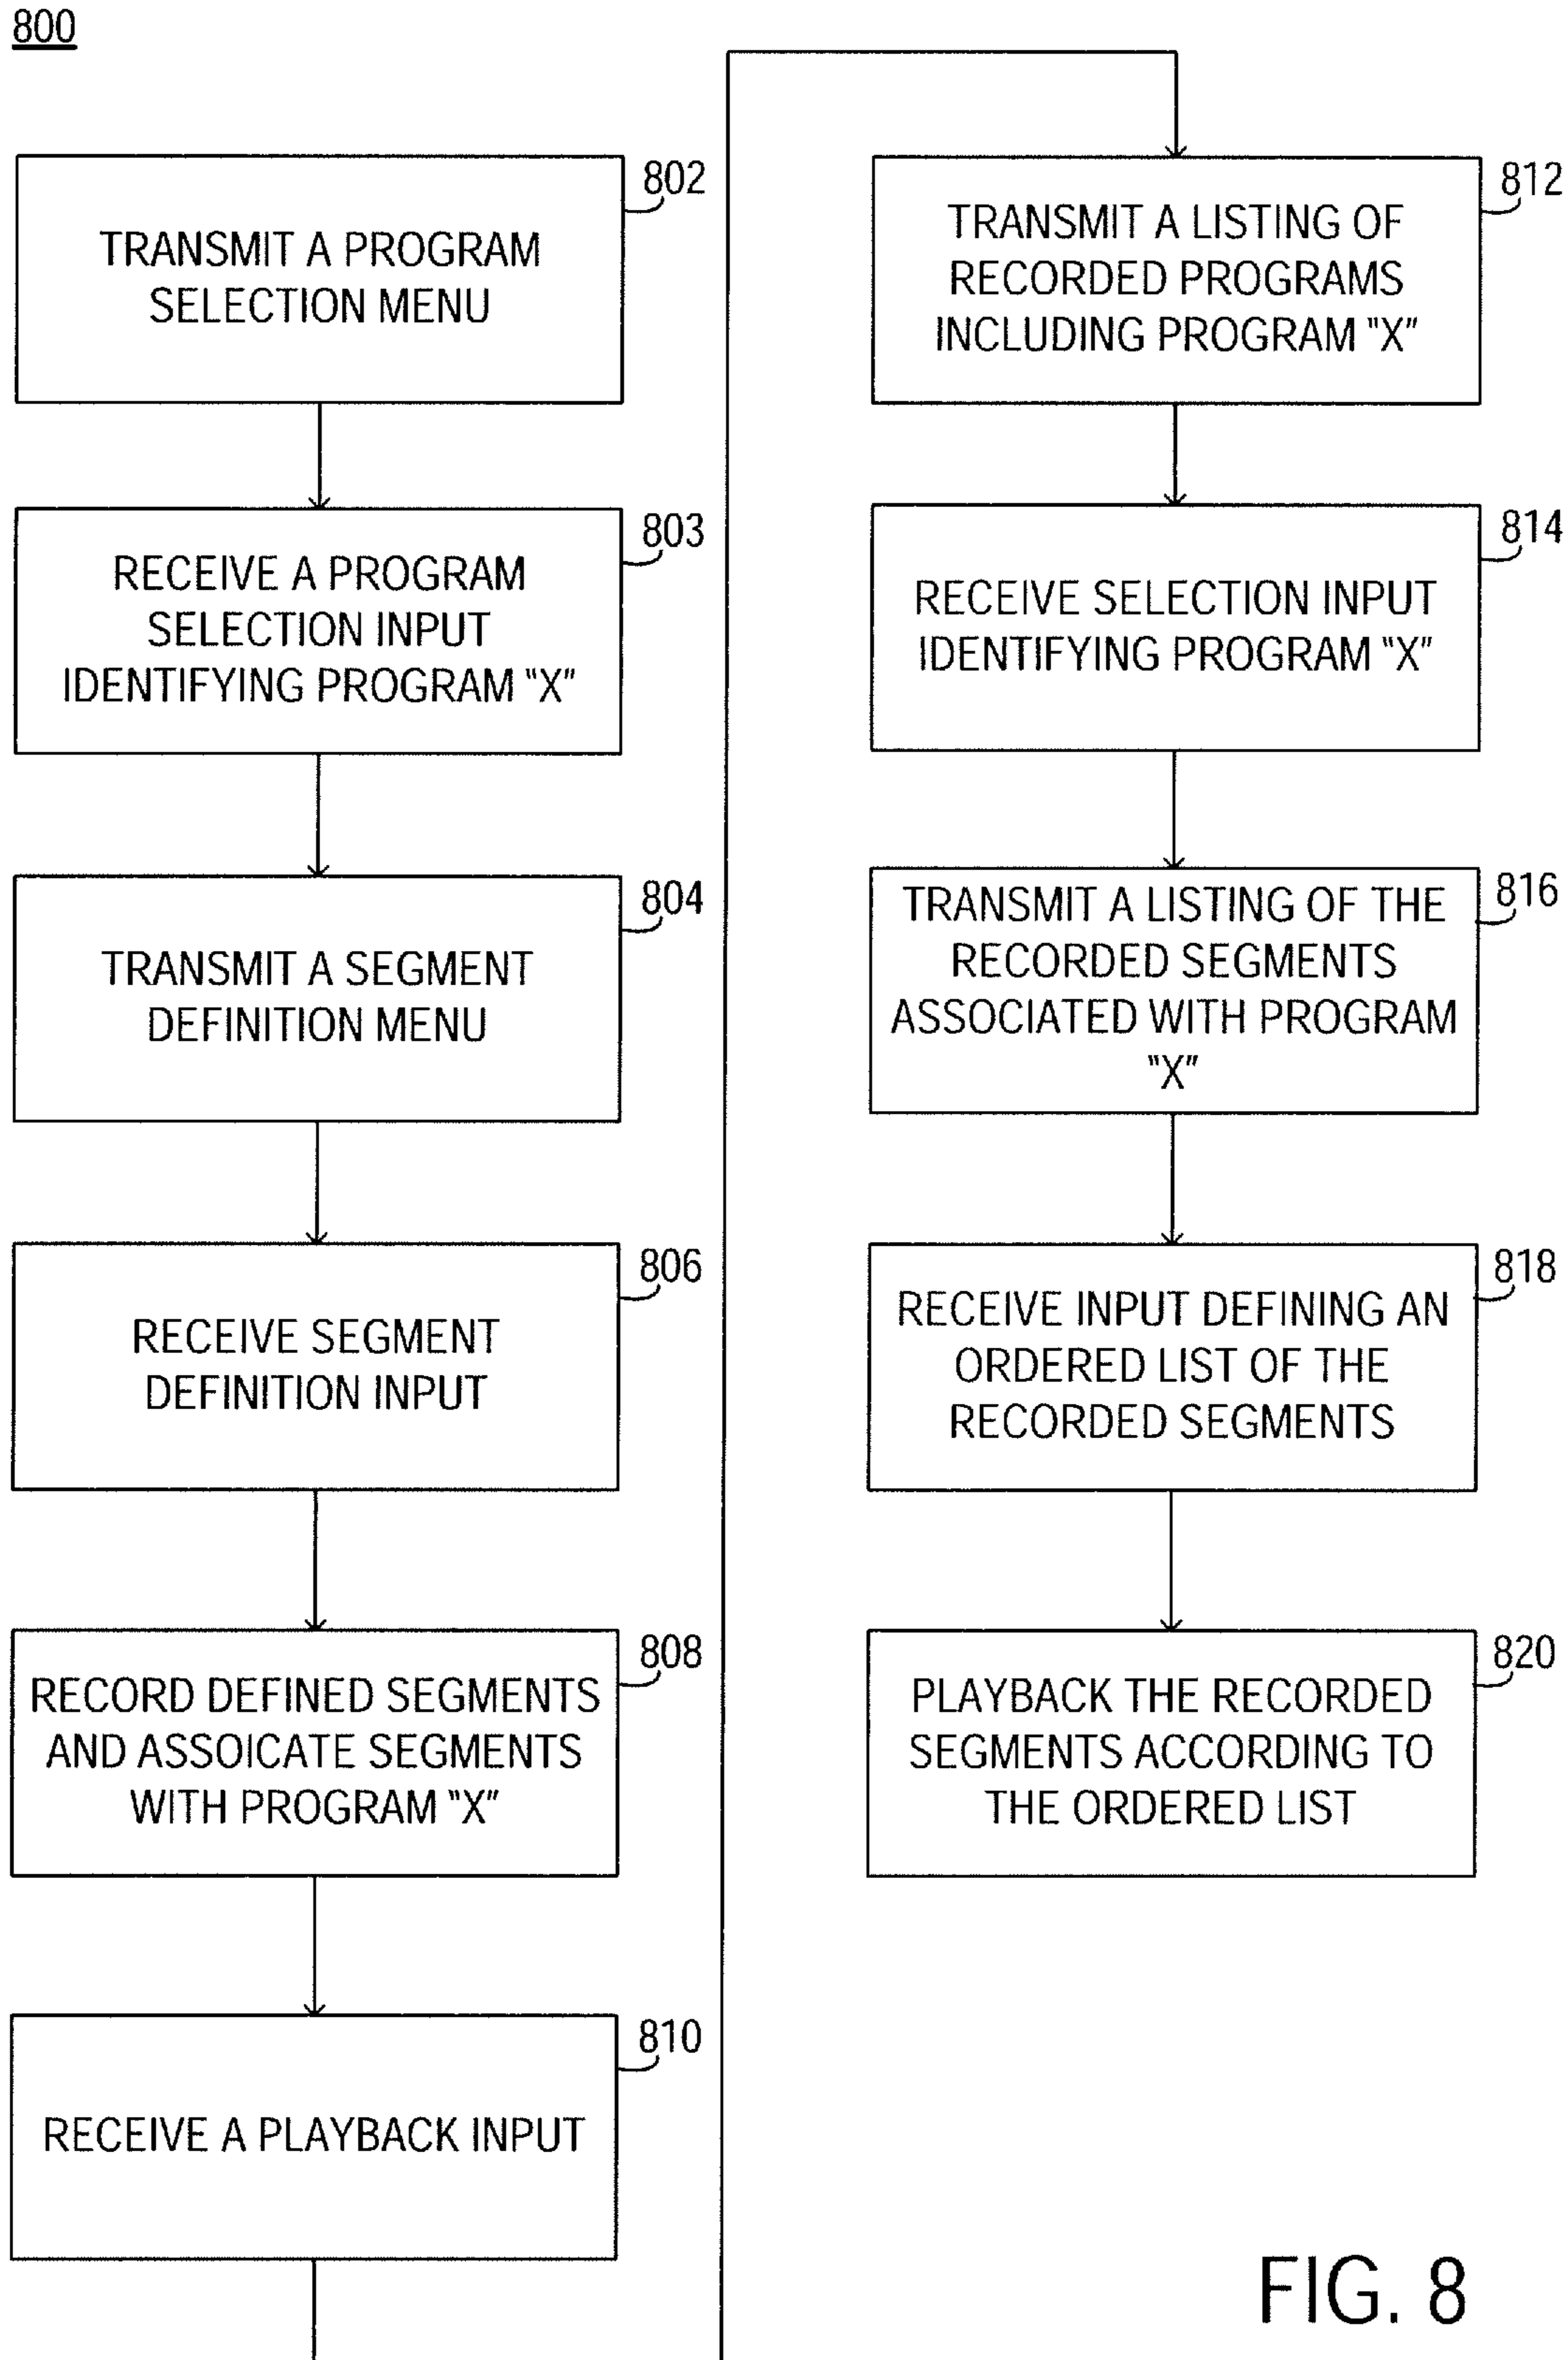 800
802
TRANSMIT A PROGRAM
SELECTION MENU
803
RECEIVE A PROGRAM
SELECTION INPUT
IDENTIFYING PROGRAM "X"
804
TRANSMIT A SEGMENT
DEFINITION MENU
806
RECEIVE SEGMENT
DEFINITION INPUT
808
RECORD DEFINED SEGMENTS
AND ASSOICATE SEGMENTS
WITH PROGRAM "X"
810
RECEIVE A PLAYBACK INPUT
812
TRANSMIT A LISTING OF
RECORDED PROGRAMS
INCLUDING PROGRAM "X"
814
RECEIVE SELECTION INPUT
IDENTIFYING PROGRAM "X"
816
TRANSMIT A LISTING OF THE
RECORDED SEGMENTS
ASSOCIATED WITH PROGRAM
"X"
818
RECEIVE INPUT DEFINING AN
ORDERED LIST OF THE
RECORDED SEGMENTS
820
PLAYBACK THE RECORDED
SEGMENTS ACCORDING TO
THE ORDERED LIST
FIG. 8